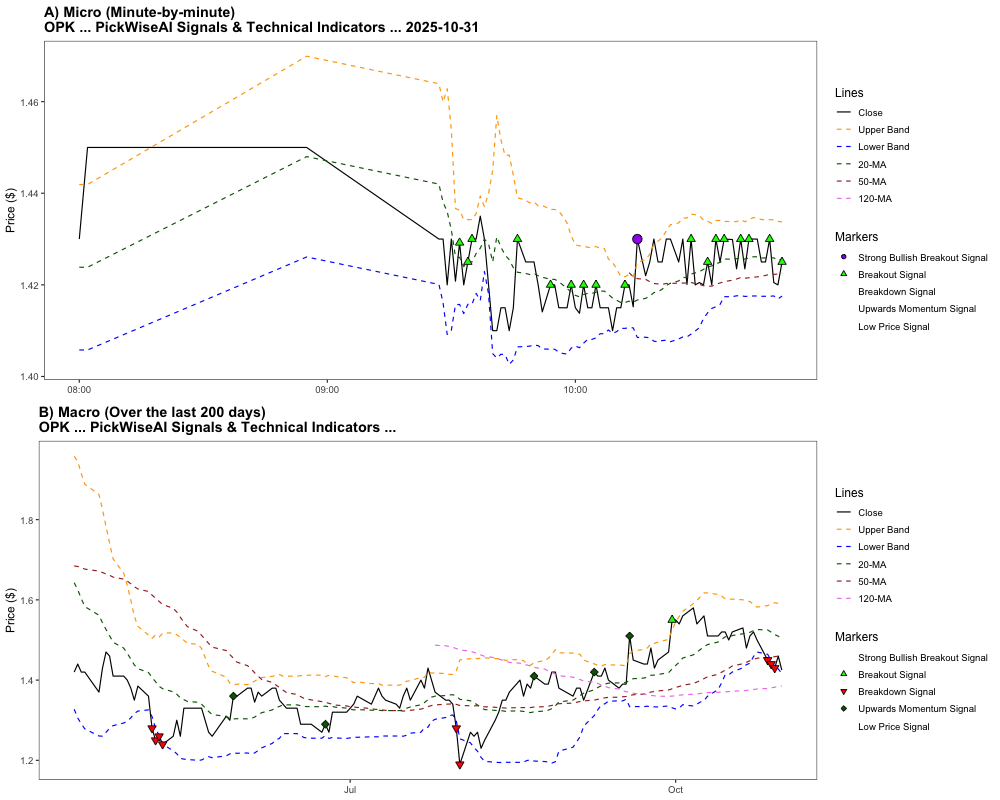 A) Micro (Minute-by-minute)
OPK ... PickWiseAI Signals & Technical Indicators ... 2025-10-31
Price ($)
1.46
1.44
1.42
1.40
08:00
09:00
10:00
Lines
Close
Upper Band
Lower Band
20-MA
50-MA
120-MA
Markers
Strong Bullish Breakout Signal
Breakout Signal
Breakdown Signal
Upwards Momentum Signal
Low Price Signal
B) Macro (Over the last 200 days)
OPK ... PickWiseAI Signals & Technical Indicators ...
Price ($)
1.8
1.6
1.4
1.2
Jul
Oct
Lines
Close
Upper Band
Lower Band
20-MA
50-MA
120-MA
Markers
Strong Bullish Breakout Signal
Breakout Signal
Breakdown Signal
Upwards Momentum Signal
Low Price Signal